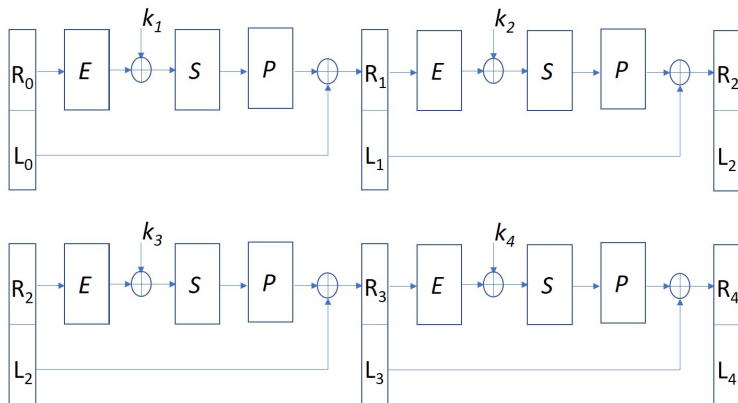 k1 k2
R0 E S P R1 E S P R2
L0 L1 L2
k3 k4
R2 E S P R3 E S P R4
L2 L3 L4